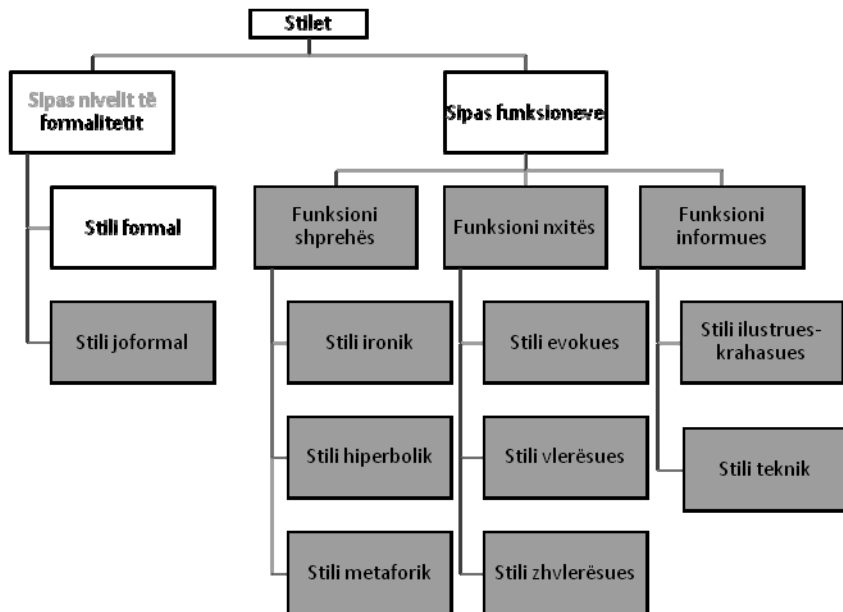 Stilet
Sipas nivelit të
formalitetit
Sipas funksioneve
Stili formal
Stili joformal
Funksioni
shprehës
Funksioni nxitës
Funksioni
informues
Stili ironik
Stili evokues
Stili ilustrues-
krahasues
Stili hiperbolik
Stili vlerësues
Stili teknik
Stili metaforik
Stili zhvlerësues